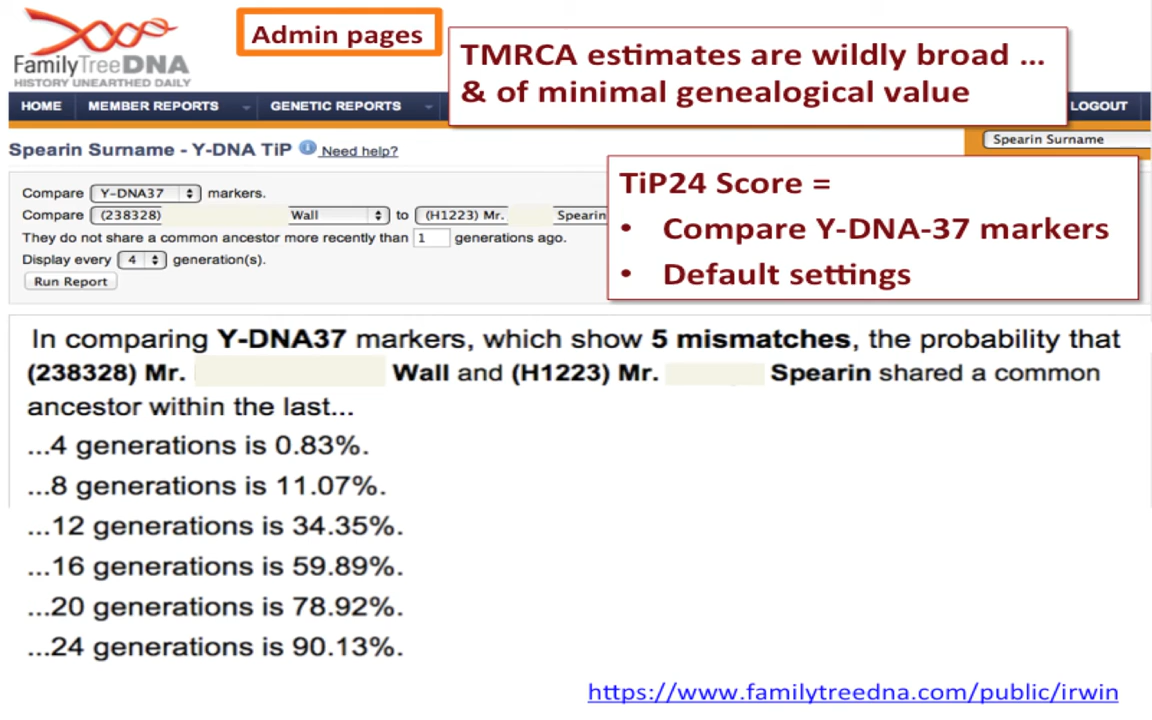 Admin pages
TMRCA estimates are wildly broad ...
& of minimal genealogical value
FamilyTreeDNA
HISTORY UNEARTHED DAILY
HOME MEMBER REPORTS GENETIC REPORTS LOGOUT
Spearin Surname - Y-DNA TiP Need help?
Spearin Surname
Compare Y-DNA37 markers.
Compare (238328) Wall to (H1223) Mr. Spearin
They do not share a common ancestor more recently than 1 generations ago.
Display every 4 generation(s).
Run Report
TiP24 Score =
• Compare Y-DNA-37 markers
• Default settings
In comparing Y-DNA37 markers, which show 5 mismatches, the probability that
(238328) Mr. Wall and (H1223) Mr. Spearin shared a common
ancestor within the last...
...4 generations is 0.83%.
...8 generations is 11.07%.
...12 generations is 34.35%.
...16 generations is 59.89%.
...20 generations is 78.92%.
...24 generations is 90.13%.
https://www.familytreedna.com/public/irwin